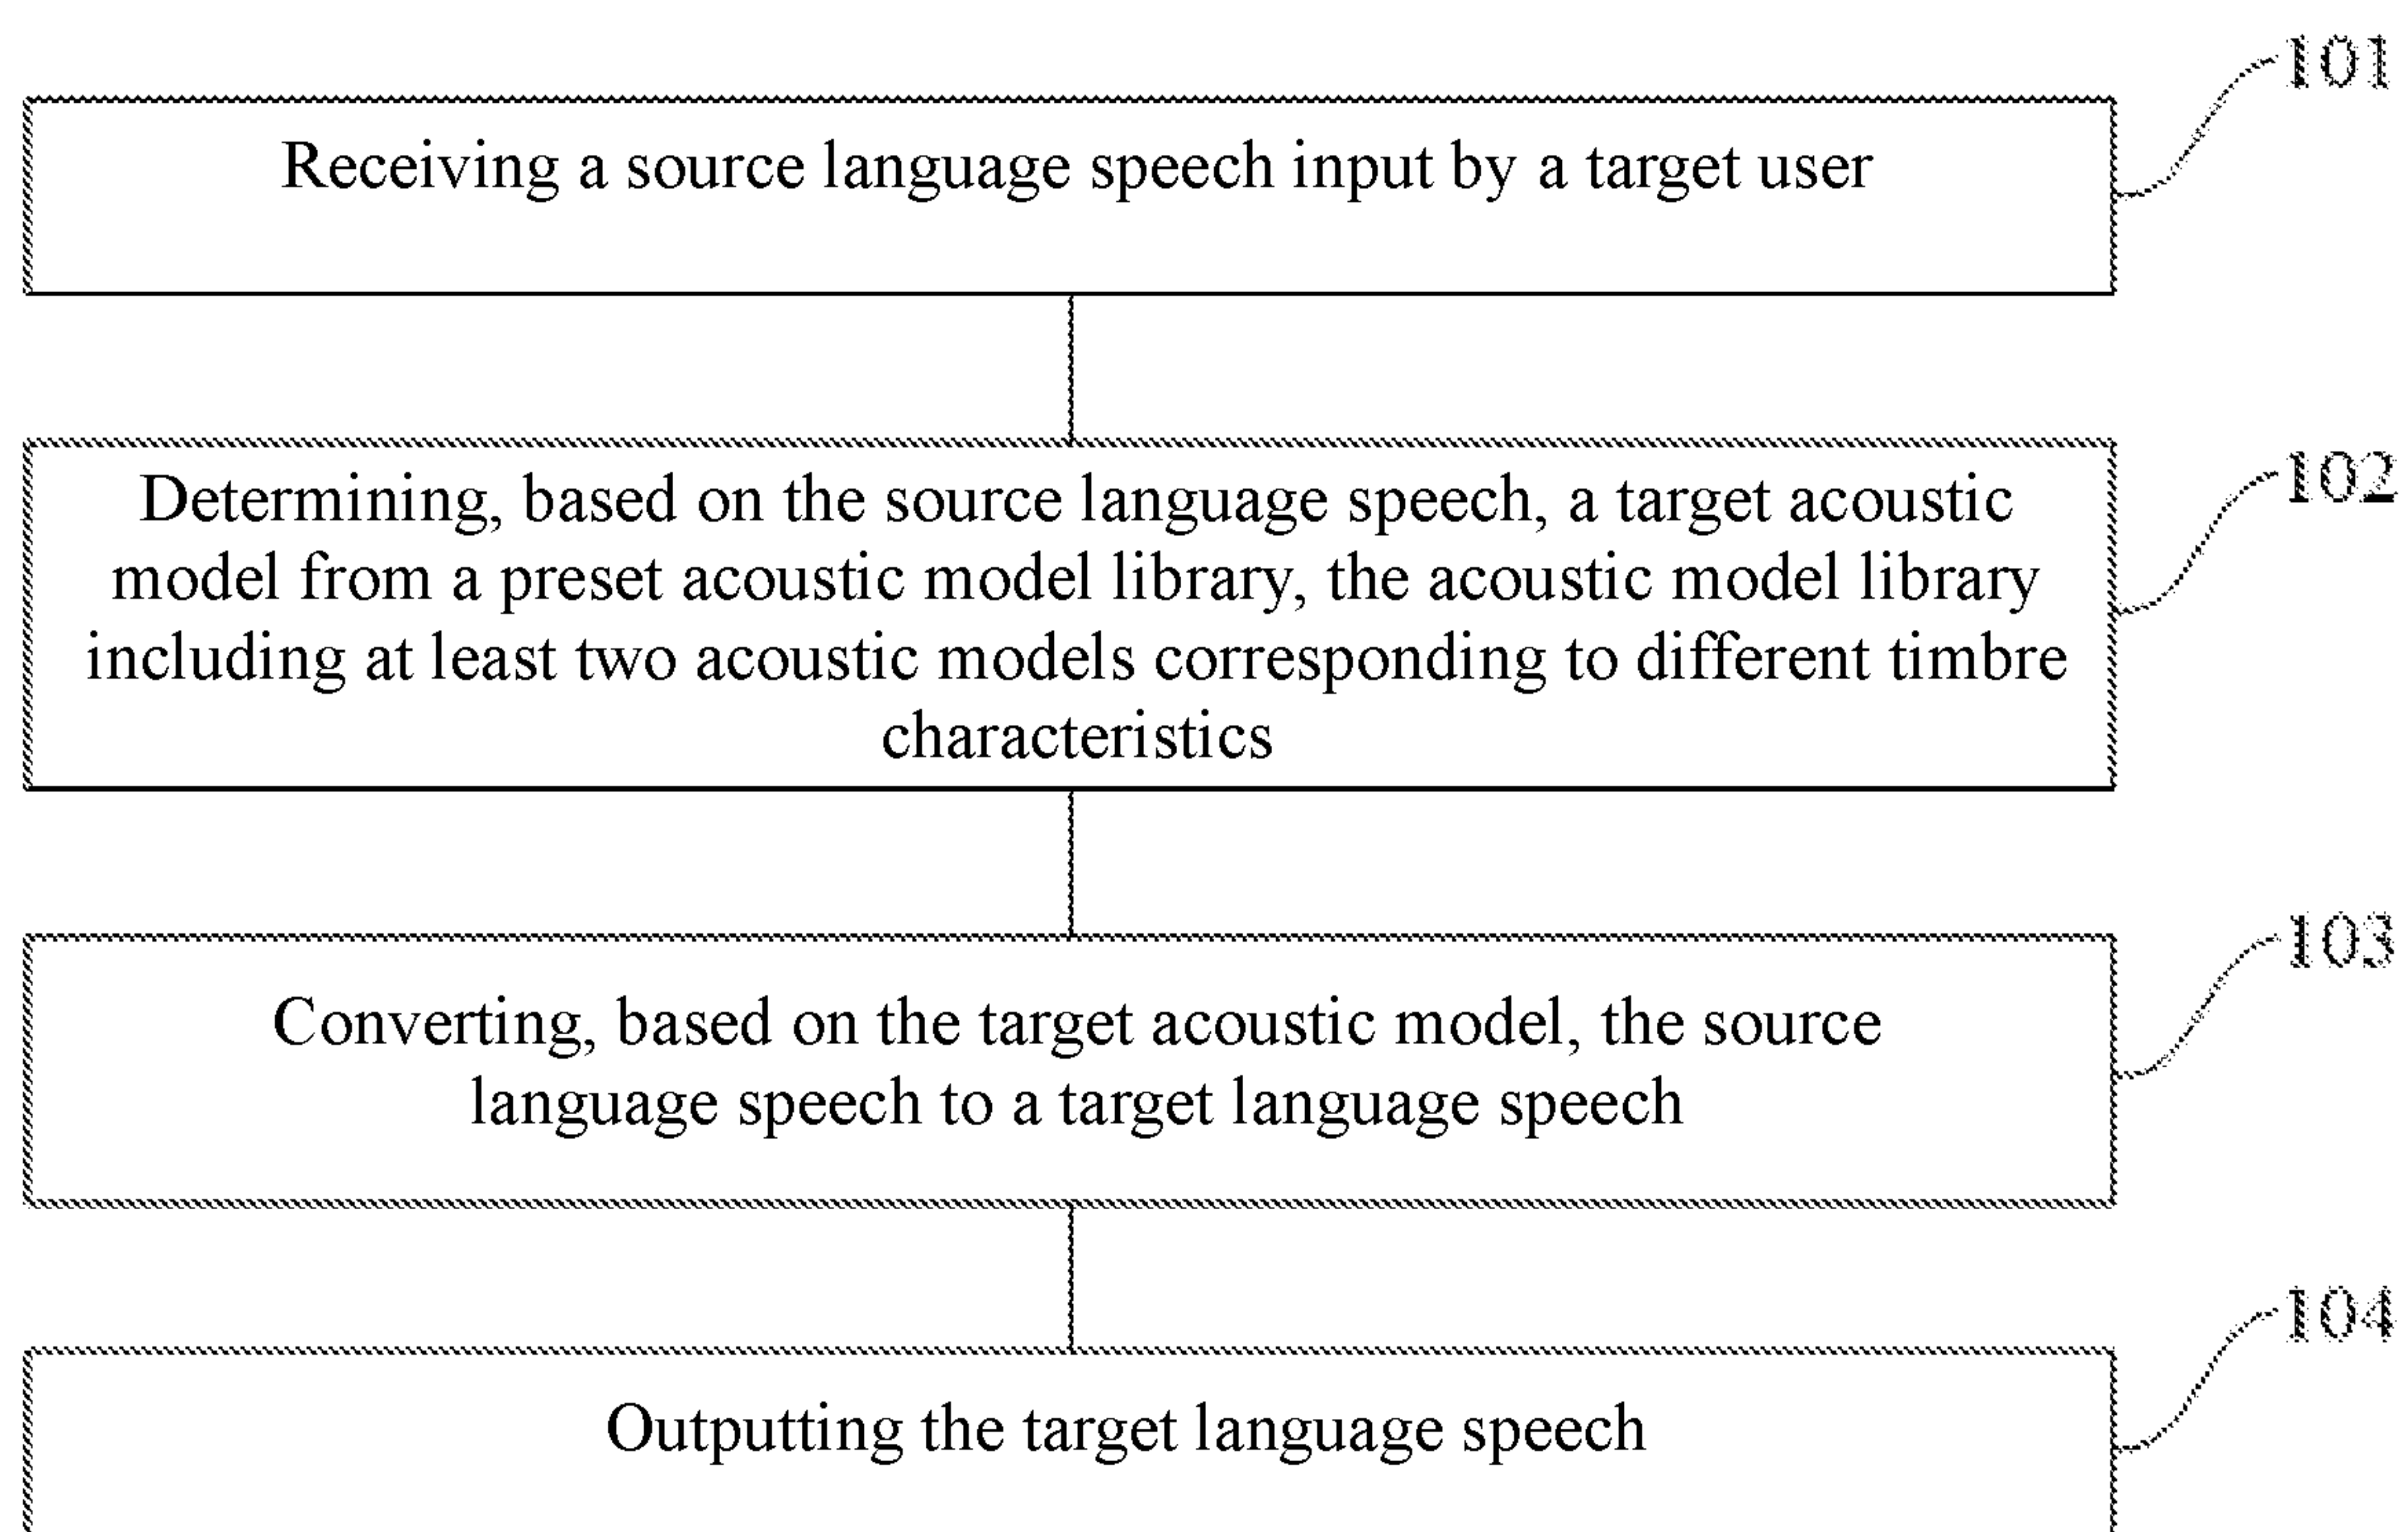 101
Receiving a source language speech input by a target user
102
Determining, based on the source language speech, a target acoustic
model from a preset acoustic model library, the acoustic model library
including at least two acoustic models corresponding to different timbre
characteristics
103
Converting, based on the target acoustic model, the source
language speech to a target language speech
104
Outputting the target language speech